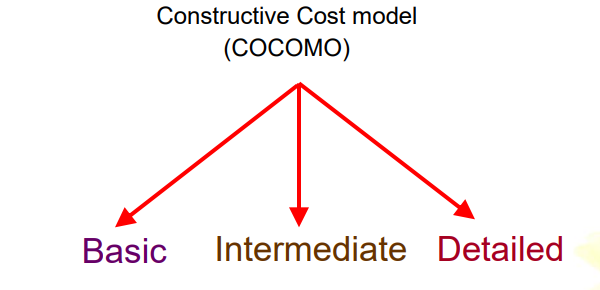 Constructive Cost model
(COCOMO)
Basic Intermediate Detailed